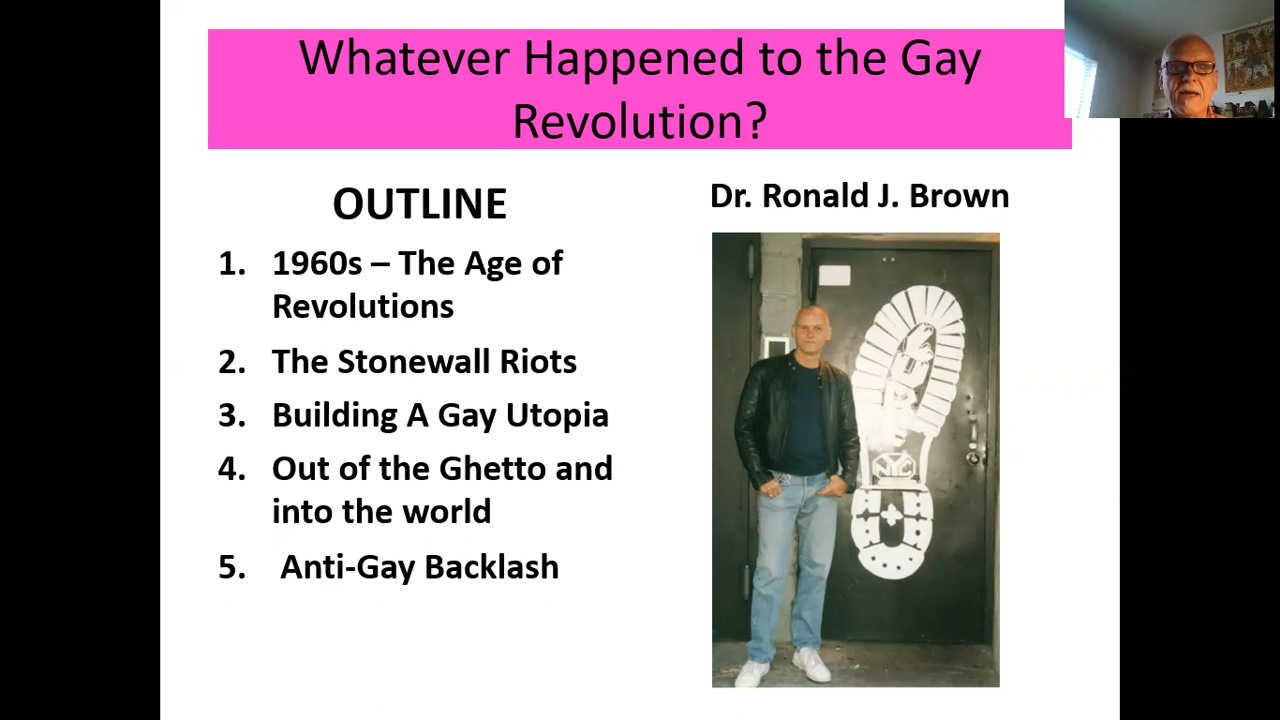 Whatever Happened to the Gay
Revolution?
OUTLINE
1. 1960s – The Age of
Revolutions
2. The Stonewall Riots
3. Building A Gay Utopia
4. Out of the Ghetto and
into the world
5. Anti-Gay Backlash
Dr. Ronald J. Brown
NYC